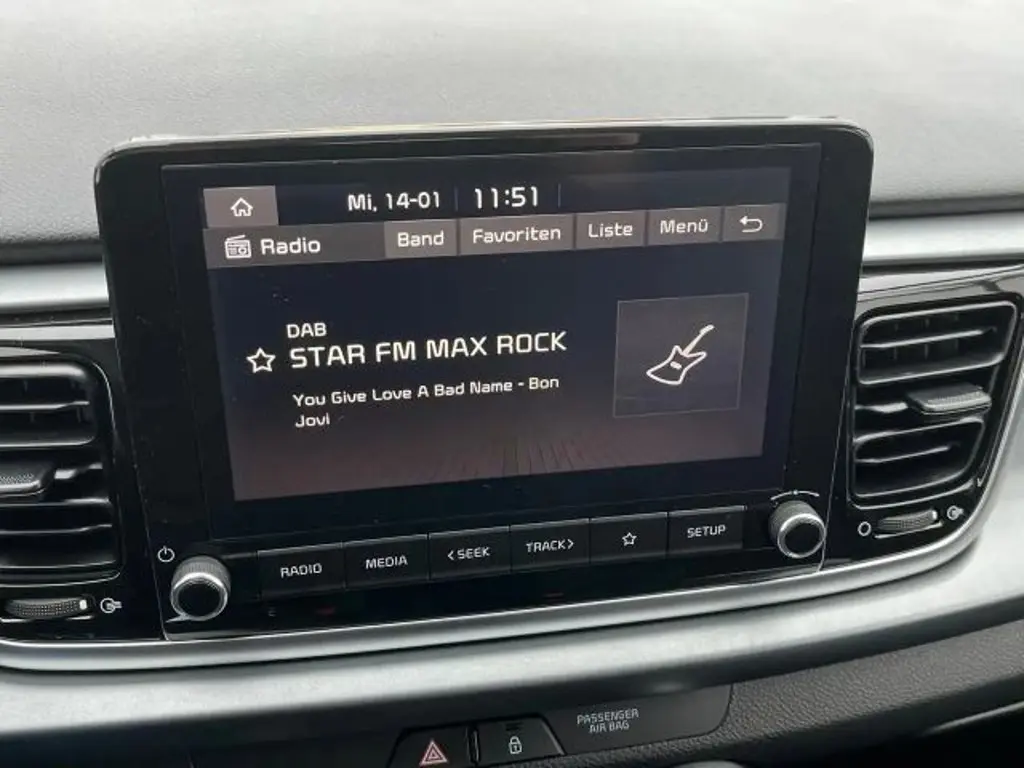 Mi. 14-01 11:51
Radio Band Favoriten Liste Menü
DAB
STAR FM MAX ROCK
You Give Love A Bad Name - Bon
Jovi
RADIO MEDIA <SEEK TRACK> SETUP
PASSENGER
AIR BAG